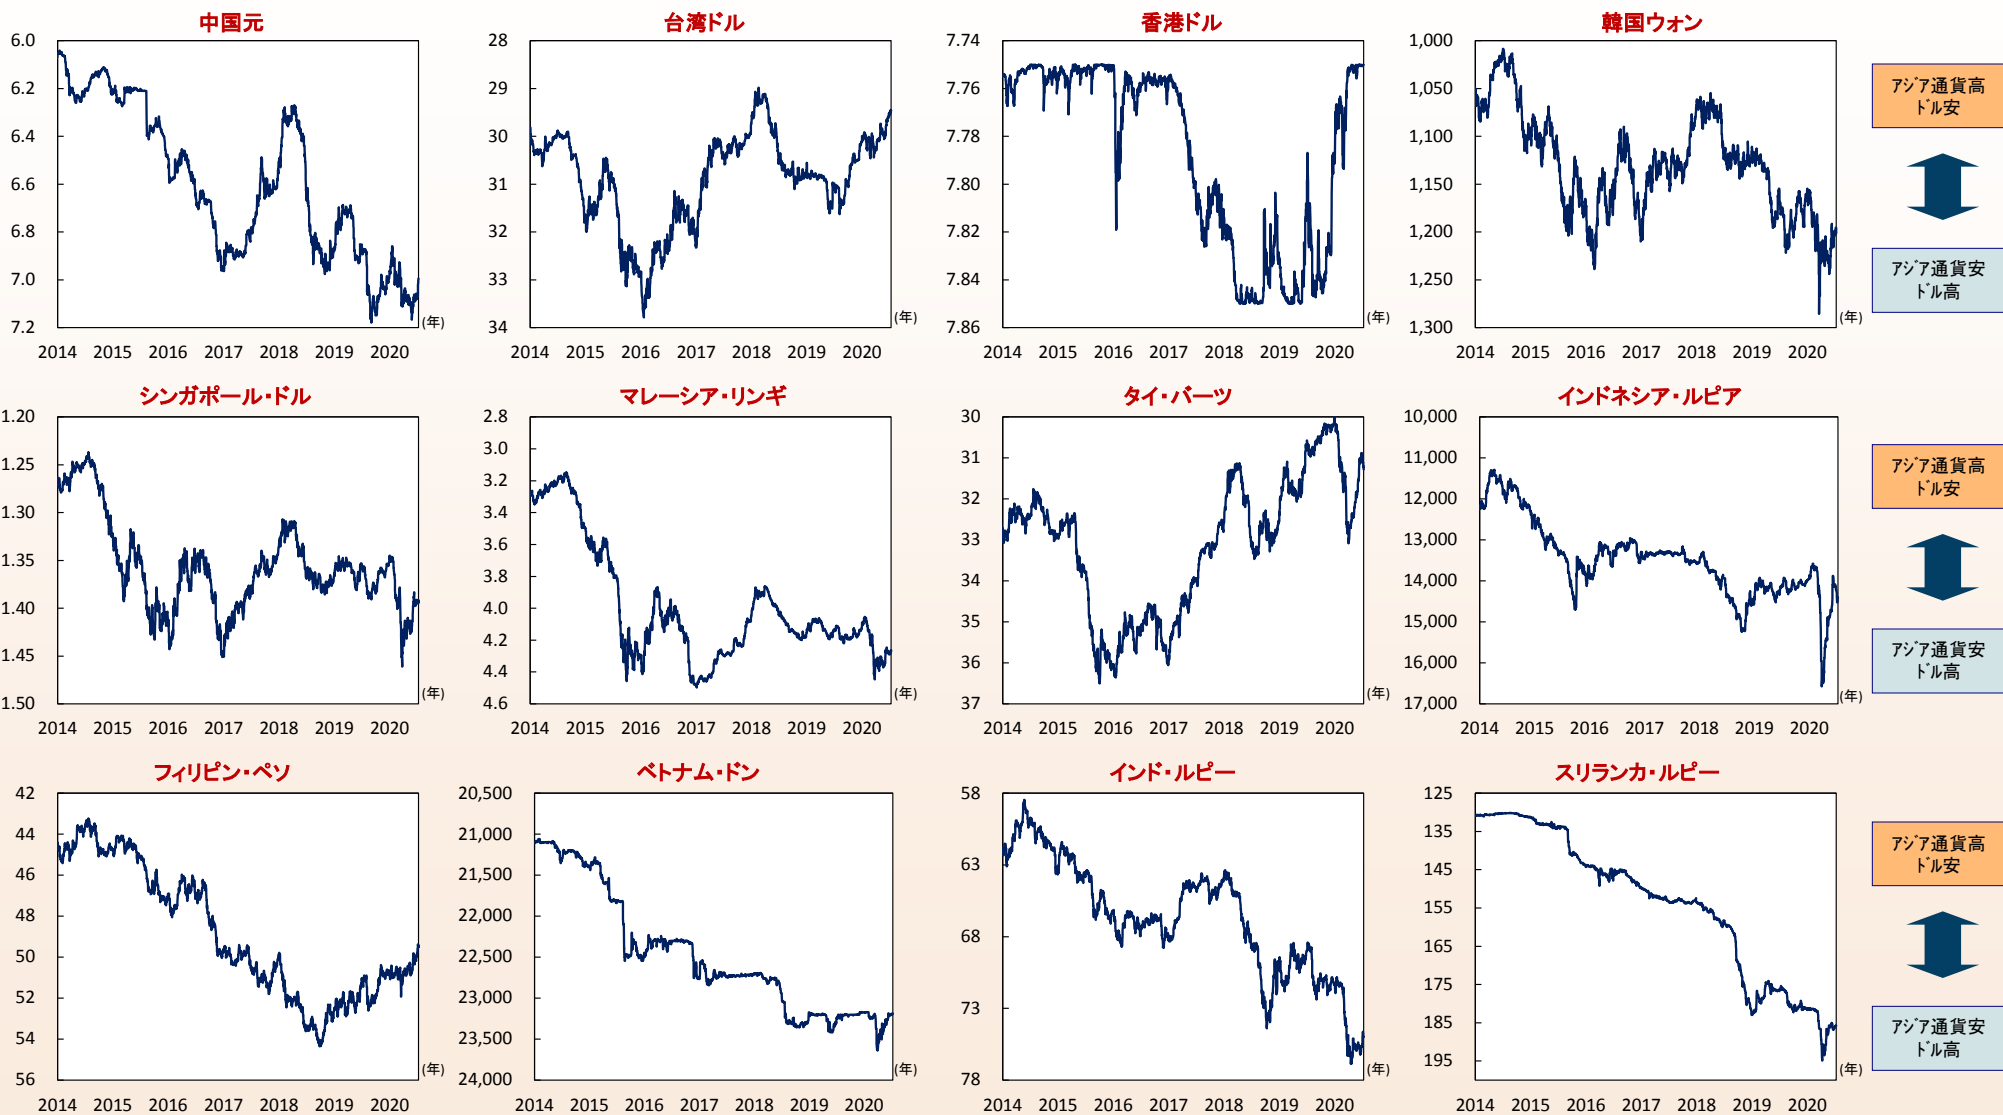 中国元
台湾ドル
香港ドル
韓国ウォン
6.0
6.2
6.4
6.6
6.8
7.0
7.2
(年)
2014 2015 2016 2017 2018 2019 2020
28
29
30
31
32
33
34
(年)
2014 2015 2016 2017 2018 2019 2020
7.74
7.76
7.78
7.80
7.82
7.84
7.86
(年)
2014 2015 2016 2017 2018 2019 2020
1,000
1,050
1,100
1,150
1,200
1,250
1,300
(年)
2014 2015 2016 2017 2018 2019 2020
アジア通貨高
ドル安
アジア通貨安
ドル高
シンガポール・ドル
マレーシア・リンギ
タイ・バーツ
インドネシア・ルピア
1.20
1.25
1.30
1.35
1.40
1.45
1.50
(年)
2014 2015 2016 2017 2018 2019 2020
2.8
3.0
3.2
3.4
3.6
3.8
4.0
4.2
4.4
4.6
(年)
2014 2015 2016 2017 2018 2019 2020
30
31
32
33
34
35
36
37
(年)
2014 2015 2016 2017 2018 2019 2020
10,000
11,000
12,000
13,000
14,000
15,000
16,000
17,000
(年)
2014 2015 2016 2017 2018 2019 2020
アジア通貨高
ドル安
アジア通貨安
ドル高
フィリピン・ペソ
ベトナム・ドン
インド・ルピー
スリランカ・ルピー
42
44
46
48
50
52
54
56
(年)
2014 2015 2016 2017 2018 2019 2020
20,500
21,000
21,500
22,000
22,500
23,000
23,500
24,000
(年)
2014 2015 2016 2017 2018 2019 2020
58
63
68
73
78
(年)
2014 2015 2016 2017 2018 2019 2020
125
135
145
155
165
175
185
195
(年)
2014 2015 2016 2017 2018 2019 2020
アジア通貨高
ドル安
アジア通貨安
ドル高